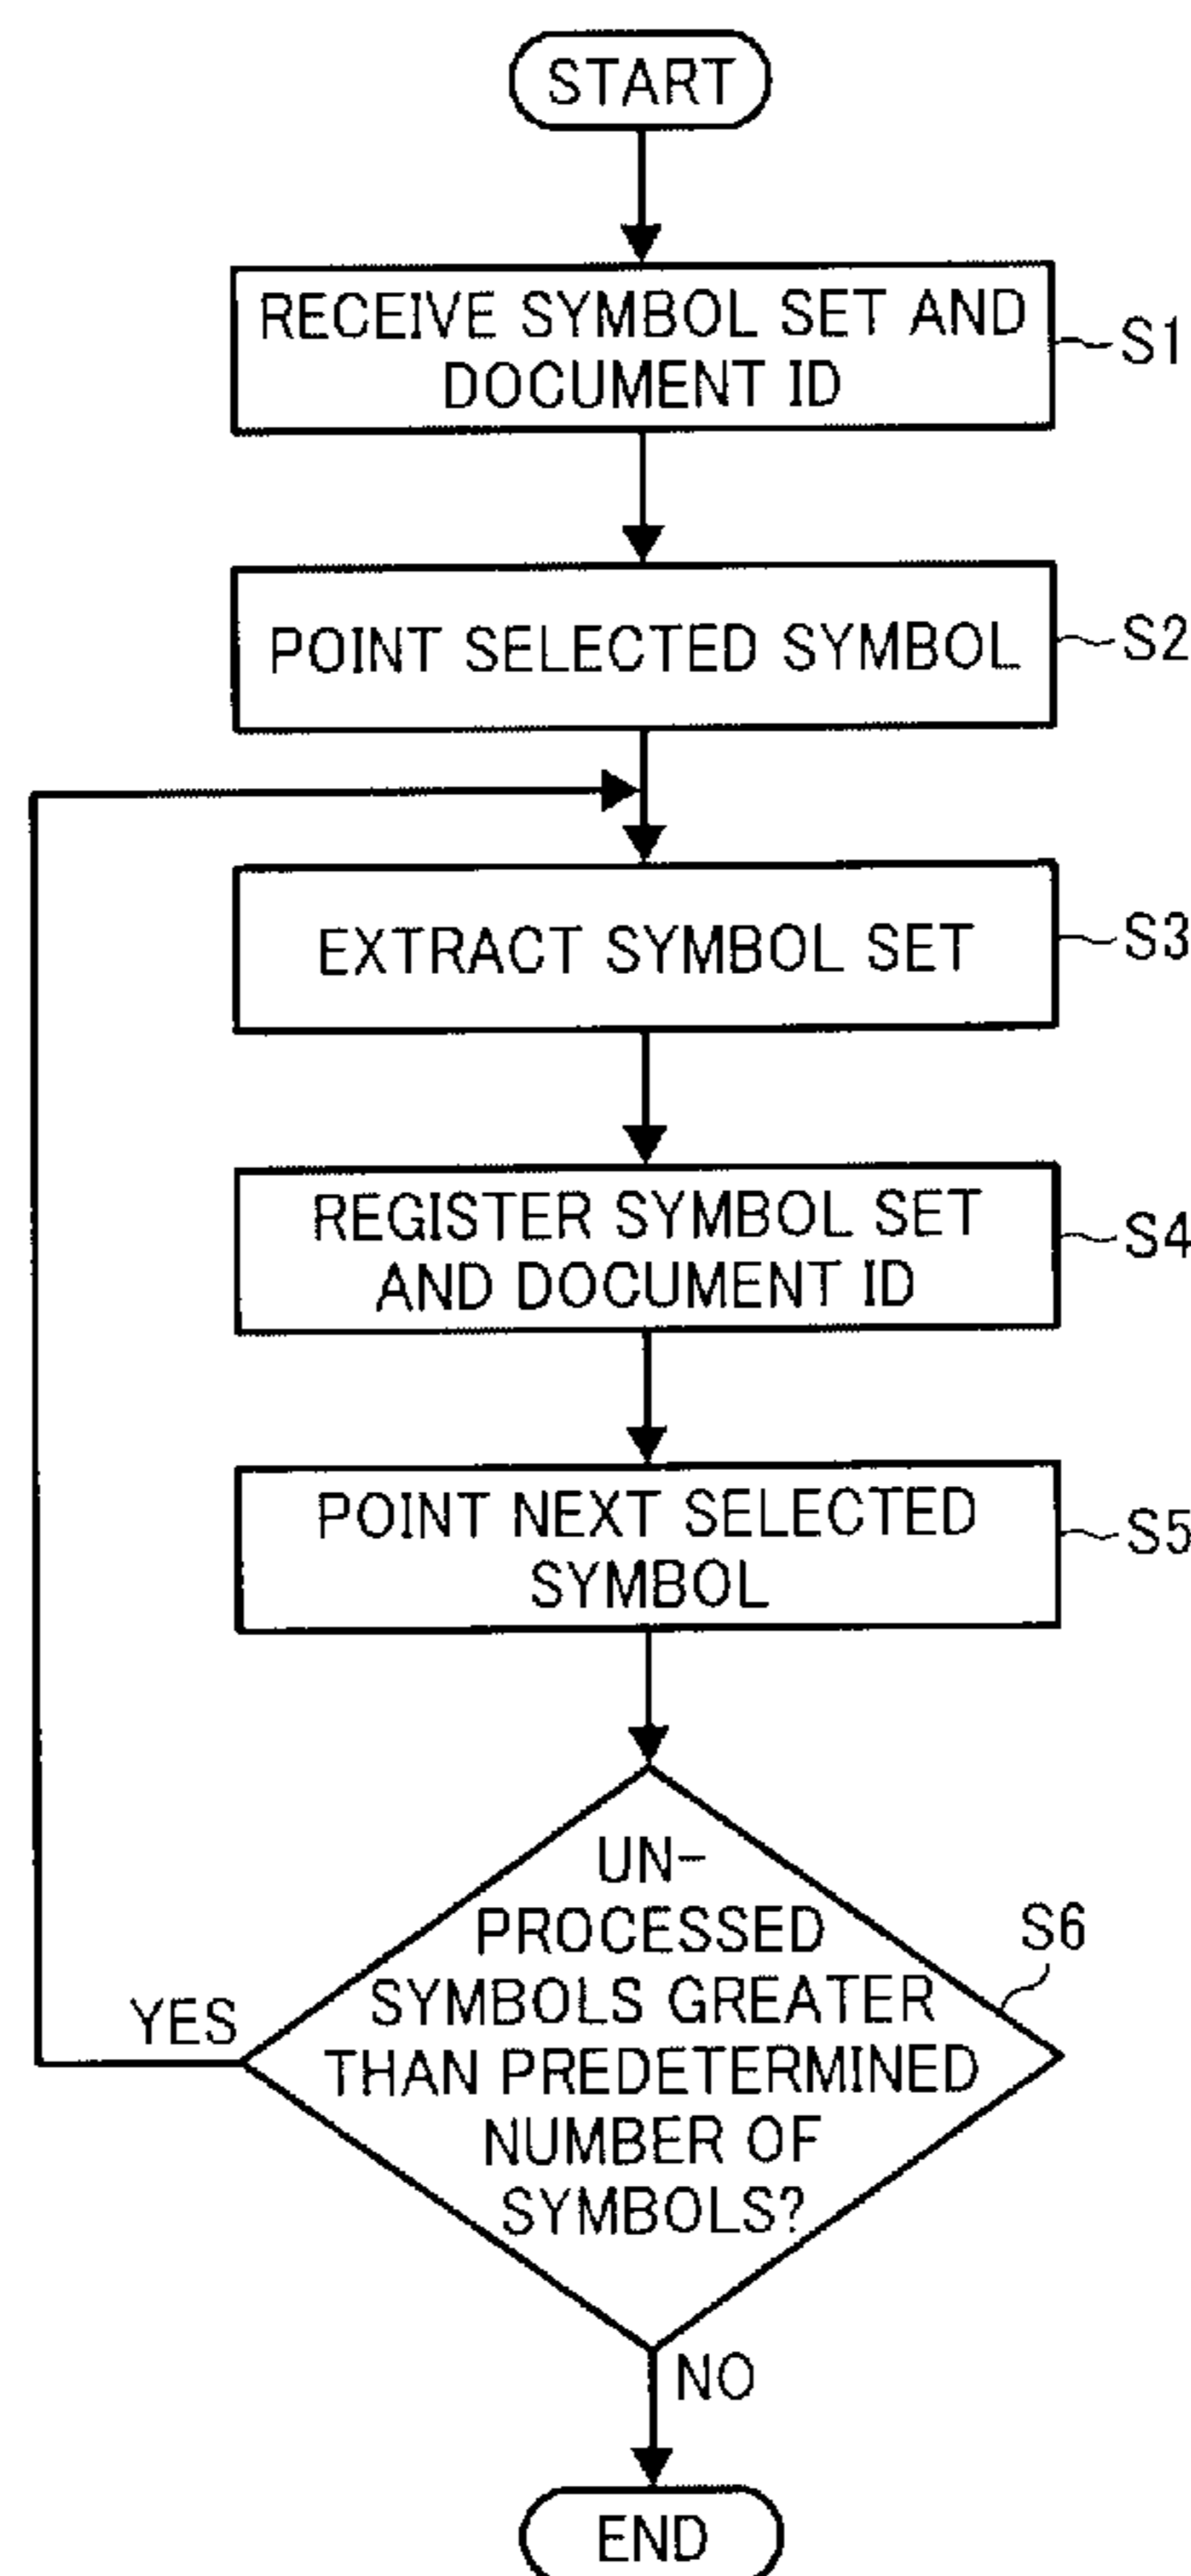 START
RECEIVE SYMBOL SET AND
DOCUMENT ID
S1
POINT SELECTED SYMBOL
S2
EXTRACT SYMBOL SET
S3
REGISTER SYMBOL SET
AND DOCUMENT ID
S4
POINT NEXT SELECTED
SYMBOL
S5
UN-
PROCESSED
SYMBOLS GREATER
THAN PREDETERMINED
NUMBER OF
SYMBOLS?
S6
YES
NO
END